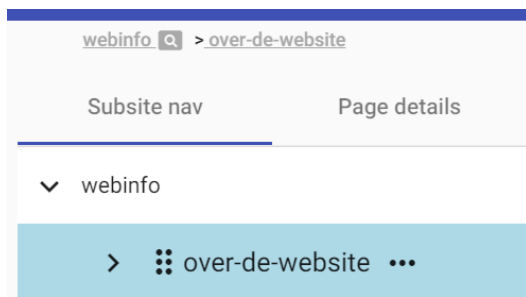 webinfo > over-de-website
Subsite nav Page details
webinfo
over-de-website